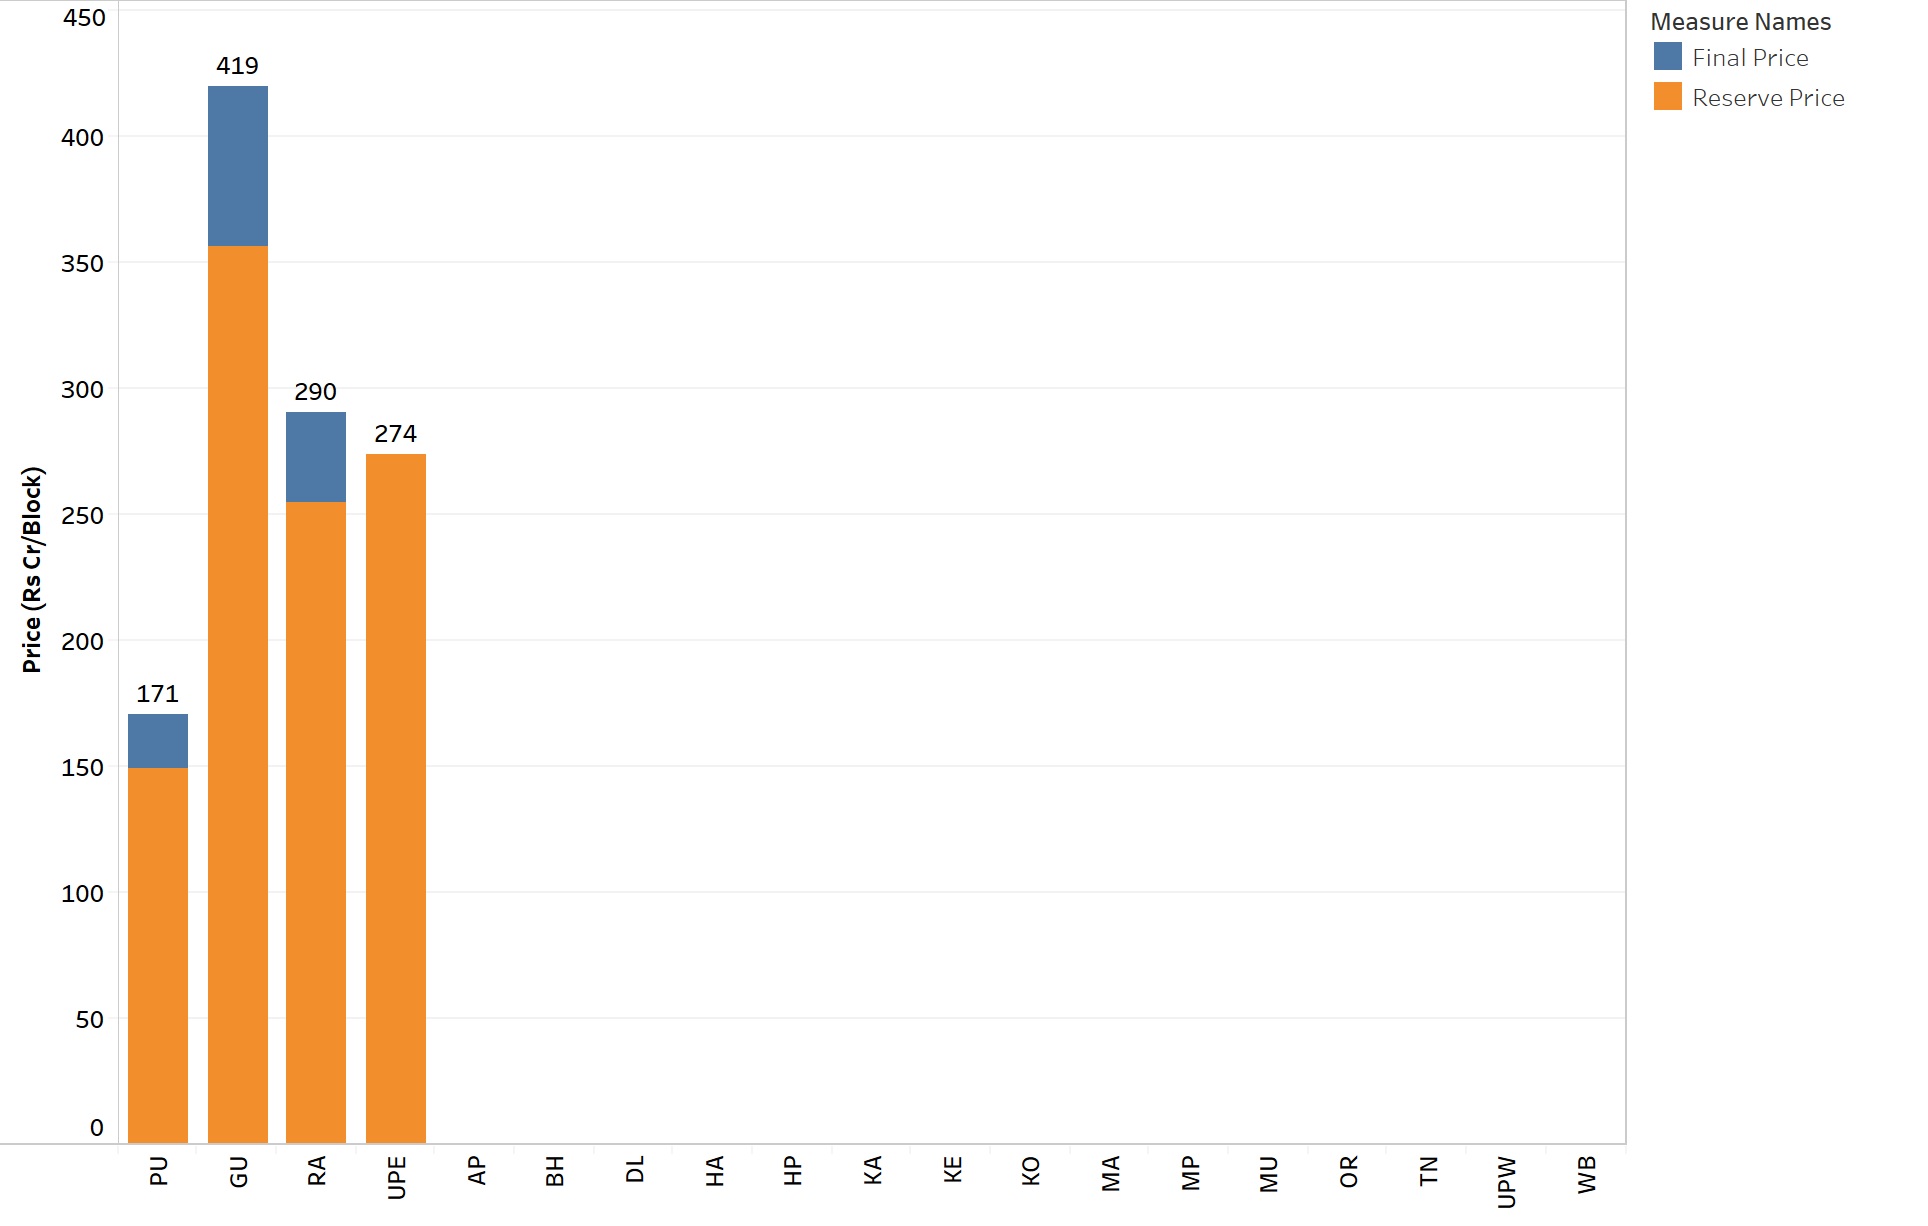 Measure Names
Final Price
Reserve Price
Price (Rs Cr/Block)
450
400
350
300
250
200
150
100
50
0
171
419
290
274
PU
GU
RA
UPE
AP
BH
DL
HA
HP
KA
KE
KO
MA
MP
MU
OR
TN
UPW
WB